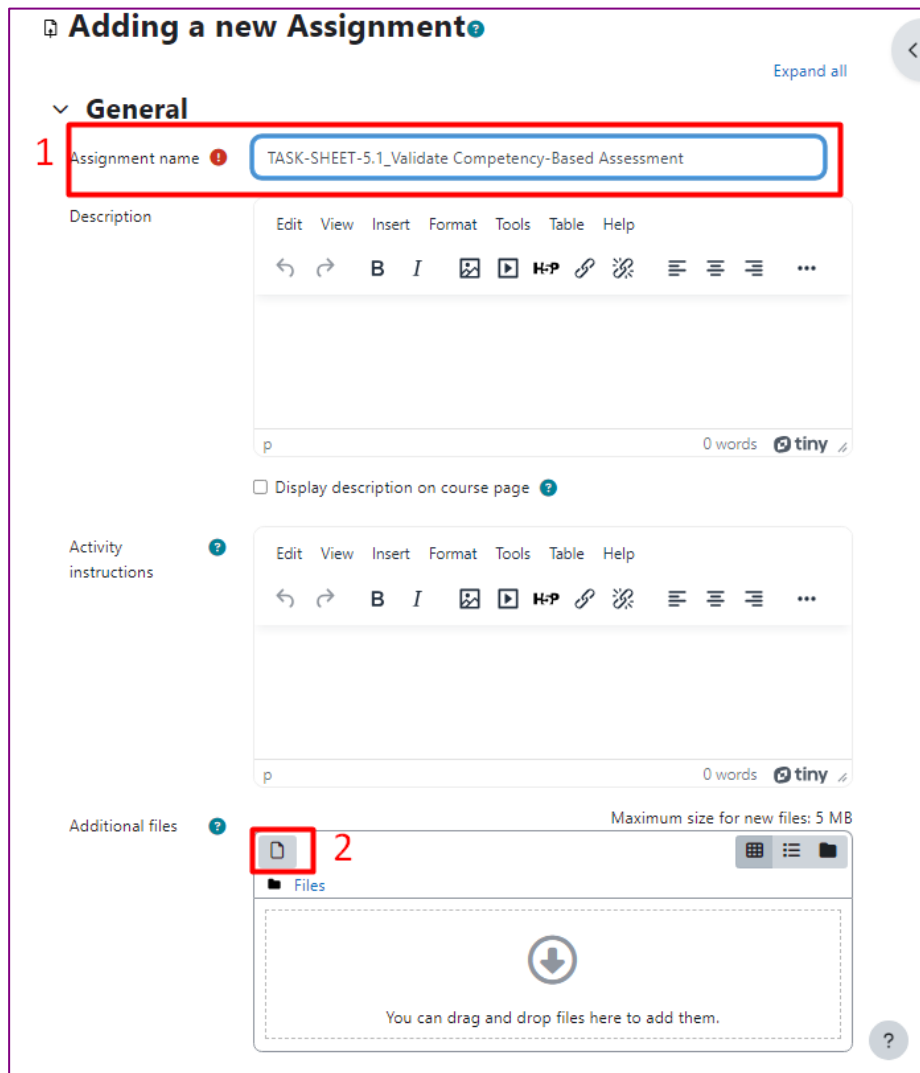 Adding a new Assignment
Expand all
General
1
Assignment name
TASK-SHEET-5.1_Validate Competency-Based Assessment
Description
Edit View Insert Format Tools Table Help
B I H-P
p 0 words tiny
Display description on course page
Activity
instructions
Edit View Insert Format Tools Table Help
B I H-P
p 0 words tiny
Additional files
Maximum size for new files: 5 MB
2
Files
You can drag and drop files here to add them.
?